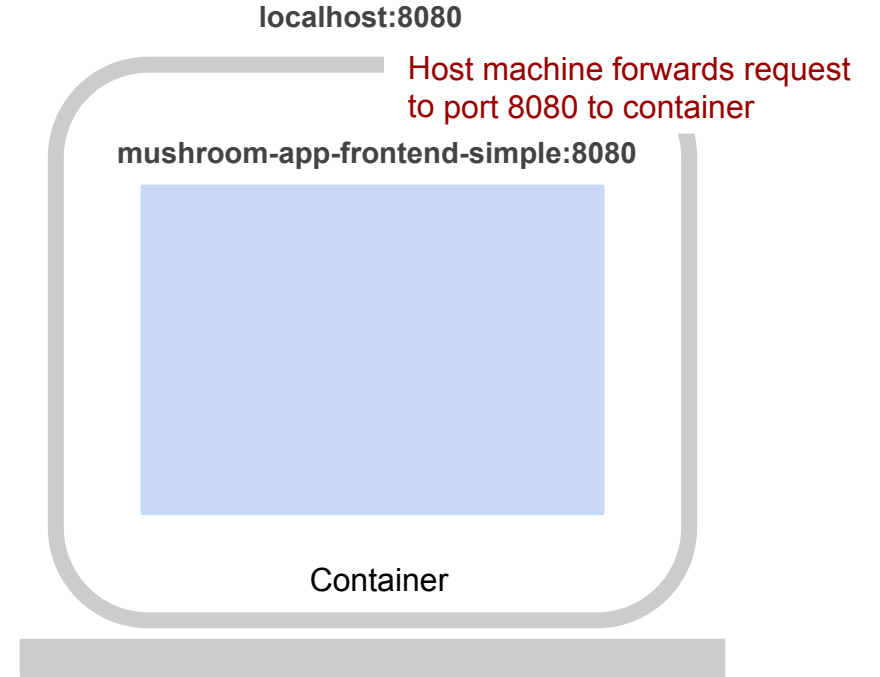 localhost:8080
Host machine forwards request
to port 8080 to container
mushroom-app-frontend-simple:8080
Container